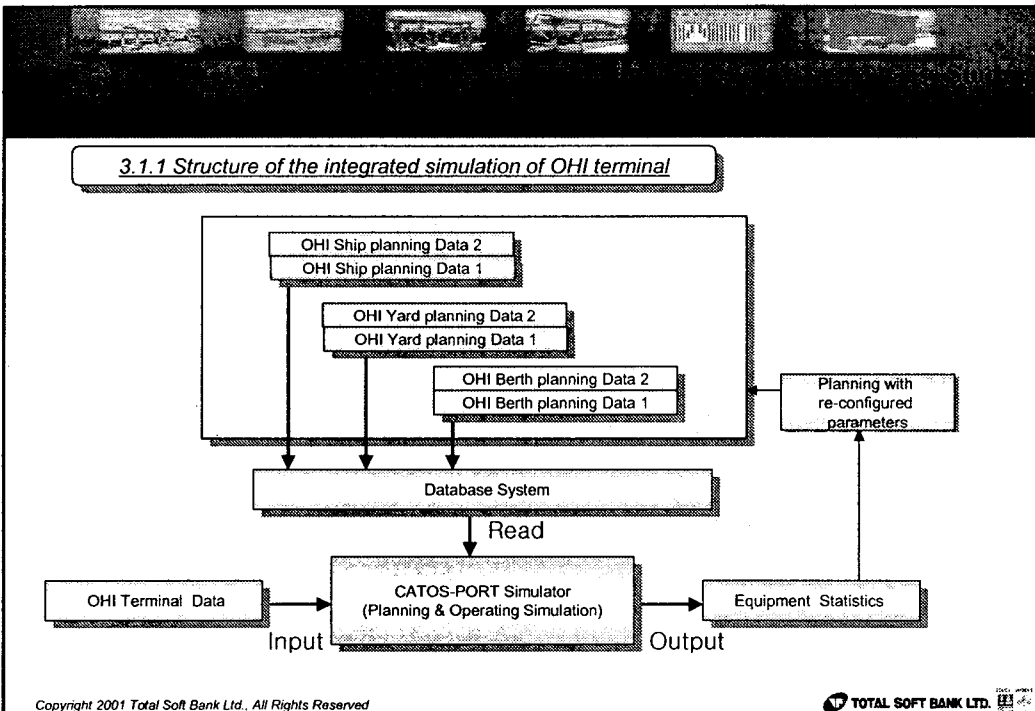 3.1.1 Structure of the integrated simulation of OHI terminal
OHI Ship planning Data 2
OHI Ship planning Data 1
OHI Yard planning Data 2
OHI Yard planning Data 1
OHI Berth planning Data 2
OHI Berth planning Data 1
Planning with
re-configured
parameters
Database System
Read
OHI Terminal Data
Input
CATOS-PORT Simulator
(Planning & Operating Simulation)
Output
Equipment Statistics
Copyright 2001 Total Soft Bank Ltd., All Rights Reserved
TOTAL SOFT BANK LTD.